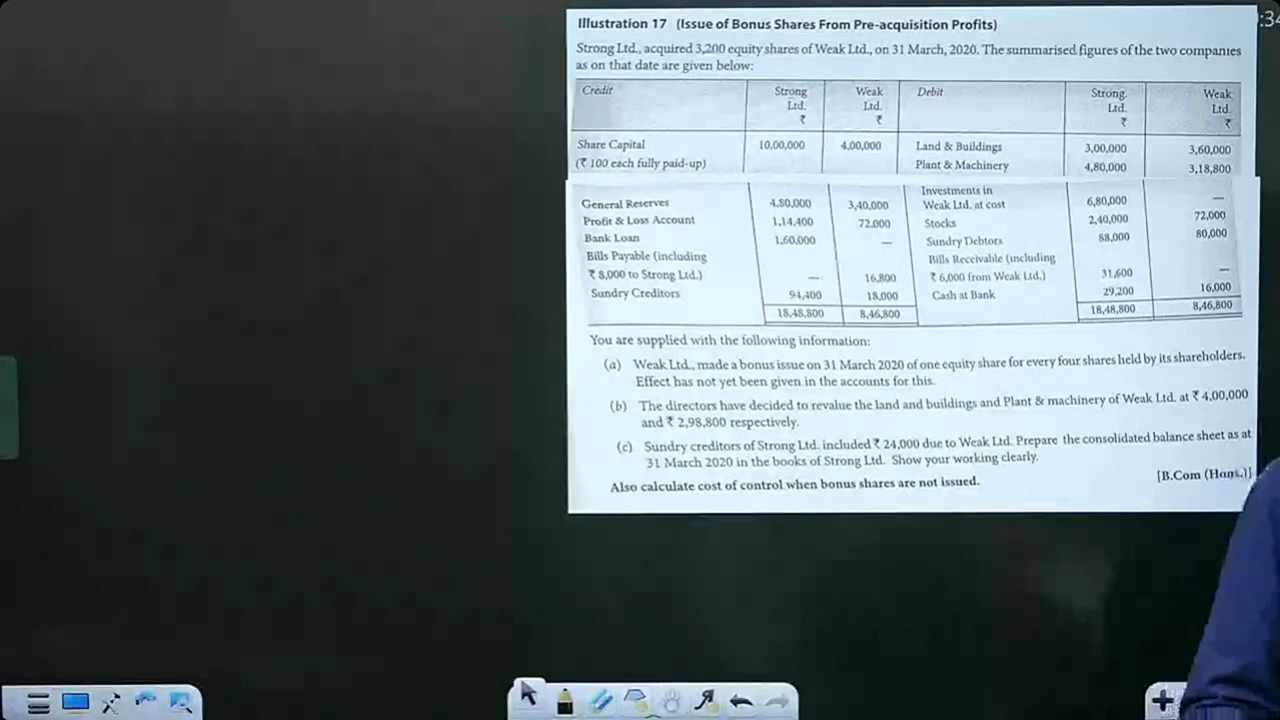 :34
Illustration 17 (Issue of Bonus Shares From Pre-acquisition Profits)
Strong Ltd., acquired 3,200 equity shares of Weak Ltd., on 31 March, 2020. The summarised figures of the two companies
as on that date are given below:
Credit Strong Ltd. ₹ Weak Ltd. ₹ Debit Strong Ltd. ₹ Weak Ltd. ₹
Share Capital 10,00,000 4,00,000 Land & Buildings 3,00,000 3,60,000
(₹ 100 each fully paid-up) Plant & Machinery 4,80,000 3,18,800
Investments in
General Reserves 4,80,000 3,40,000 Weak Ltd. at cost 6,80,000 —
Profit & Loss Account 1,14,400 72,000 Stocks 2,40,000 72,000
Bank Loan 1,60,000 — Sundry Debtors 88,000 80,000
Bills Payable (including Bills Receivable (including
₹ 8,000 to Strong Ltd.) — 16,800 ₹ 6,000 from Weak Ltd.) 31,600 —
Sundry Creditors 94,400 18,000 Cash at Bank 29,200 16,000
18,48,800 8,46,800 18,48,800 8,46,800
You are supplied with the following information:
(a) Weak Ltd., made a bonus issue on 31 March 2020 of one equity share for every four shares held by its shareholders.
Effect has not yet been given in the accounts for this.
(b) The directors have decided to revalue the land and buildings and Plant & machinery of Weak Ltd. at ₹ 4,00,000
and ₹ 2,98,800 respectively.
(c) Sundry creditors of Strong Ltd. included ₹ 24,000 due to Weak Ltd. Prepare the consolidated balance sheet as at
31 March 2020 in the books of Strong Ltd. Show your working clearly.
[B.Com (Hons.)]
Also calculate cost of control when bonus shares are not issued.